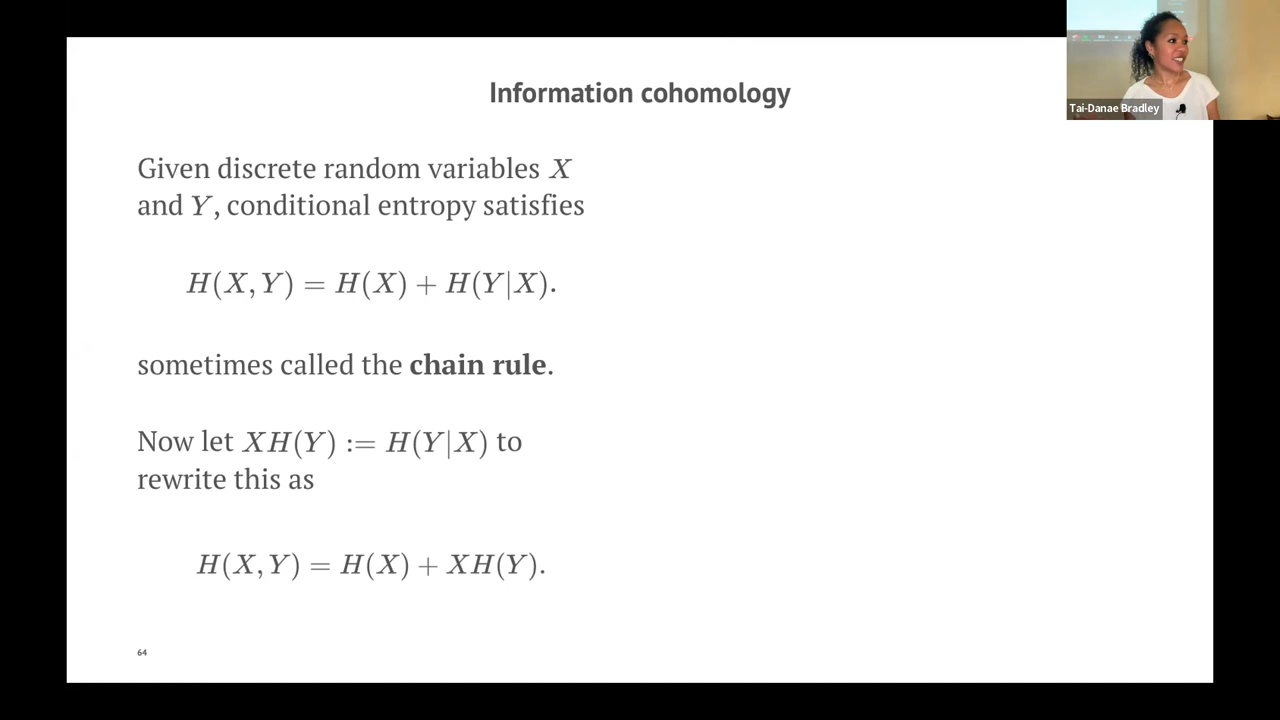 Information cohomology
Tai-Danae Bradley
Given discrete random variables X
and Y, conditional entropy satisfies
H(X, Y) = H(X) + H(Y|X).
sometimes called the chain rule.
Now let XH(Y) := H(Y|X) to
rewrite this as
H(X, Y) = H(X) + XH(Y).
64